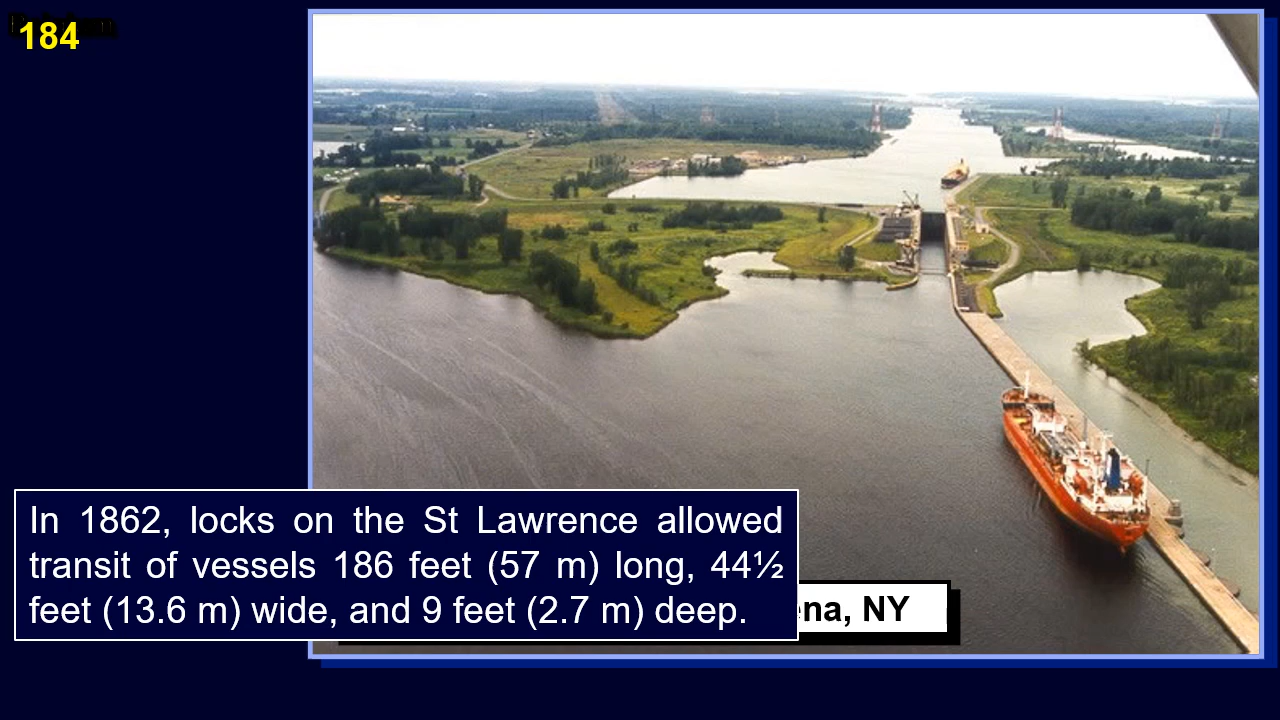 184
In 1862, locks on the St Lawrence allowed
transit of vessels 186 feet (57 m) long, 44½
feet (13.6 m) wide, and 9 feet (2.7 m) deep.
ena, NY